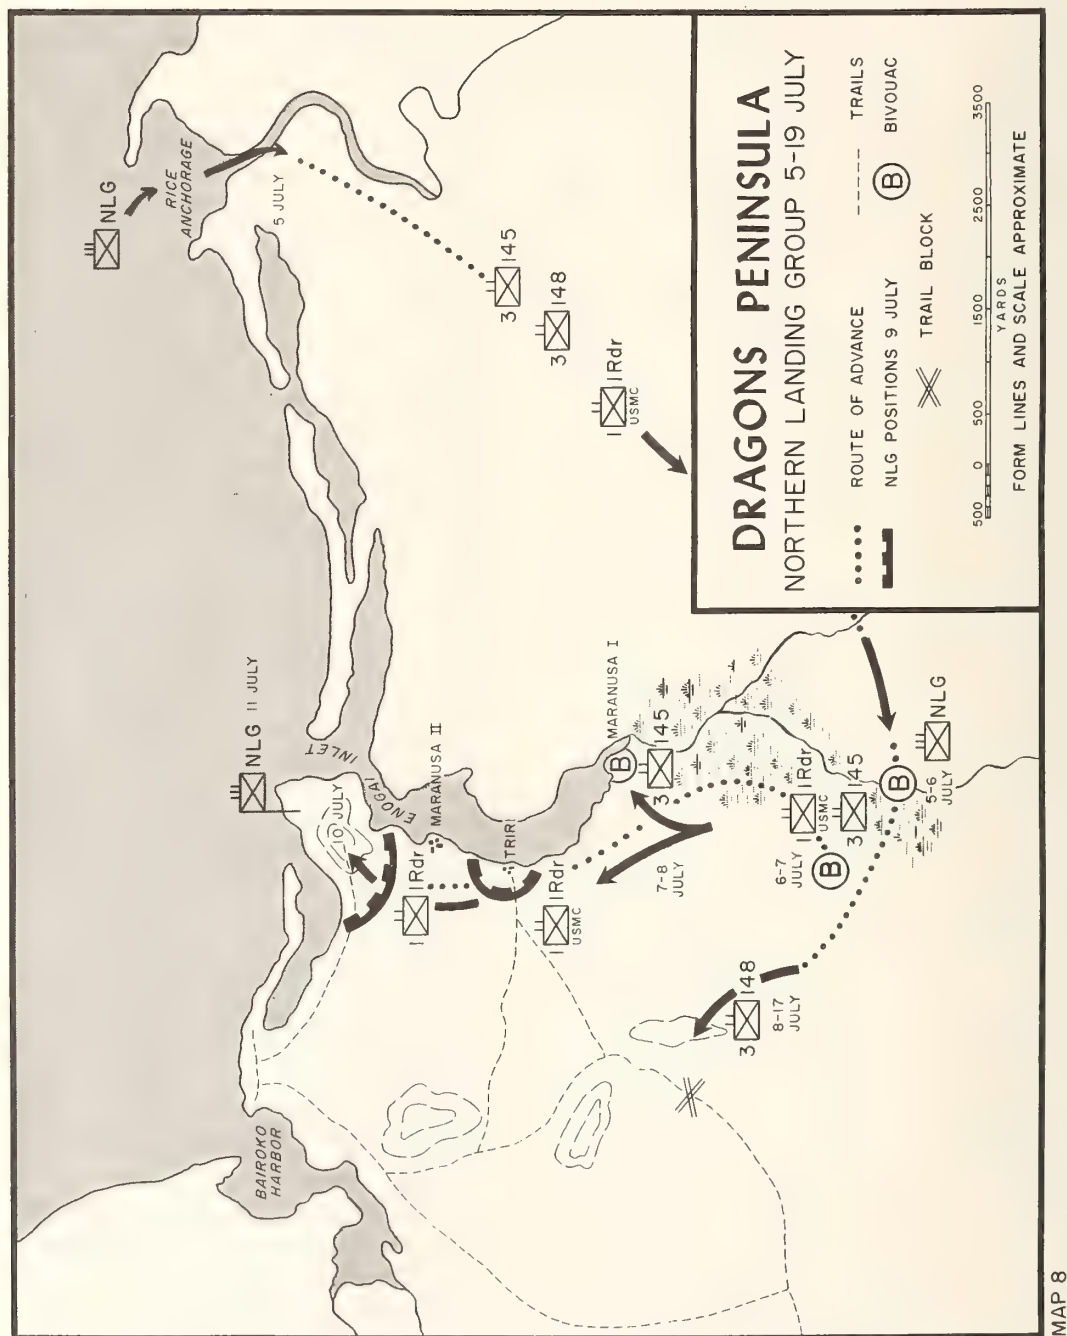 NLG
RICE
ANCHORAGE
5 JULY
3 145
3 148
1 1Rdr
USMC
DRAGONS PENINSULA
NORTHERN LANDING GROUP 5-19 JULY
ROUTE OF ADVANCE
TRAILS
NLG POSITIONS 9 JULY
B BIVOUAC
TRAIL BLOCK
500 0 500 1500 2500 3500
YARDS
FORM LINES AND SCALE APPROXIMATE
NLG 11 JULY
ENOGAI INLET
10 JULY
MARANUSA II
1 1Rdr
TRIRI
1 1Rdr
USMC
MARANUSA I
B
3 145
7-8
JULY
6-7
JULY
B
1 1Rdr
USMC
3 145
B
5-6
JULY
NLG
3 148
8-17
JULY
BAIROKO
HARBOR
MAP 8